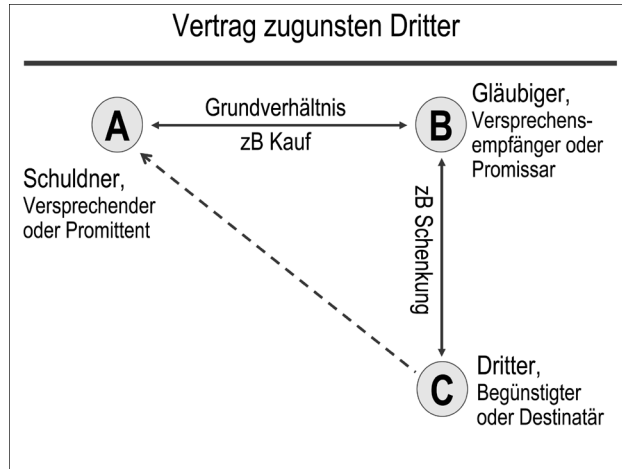 Vertrag zugunsten Dritter
A
Grundverhältnis
zB Kauf
B
Gläubiger,
Versprechens-
empfänger oder
Promissar
Schuldner,
Versprechender
oder Promittent
zB Schenkung
C
Dritter,
Begünstigter
oder Destinatär